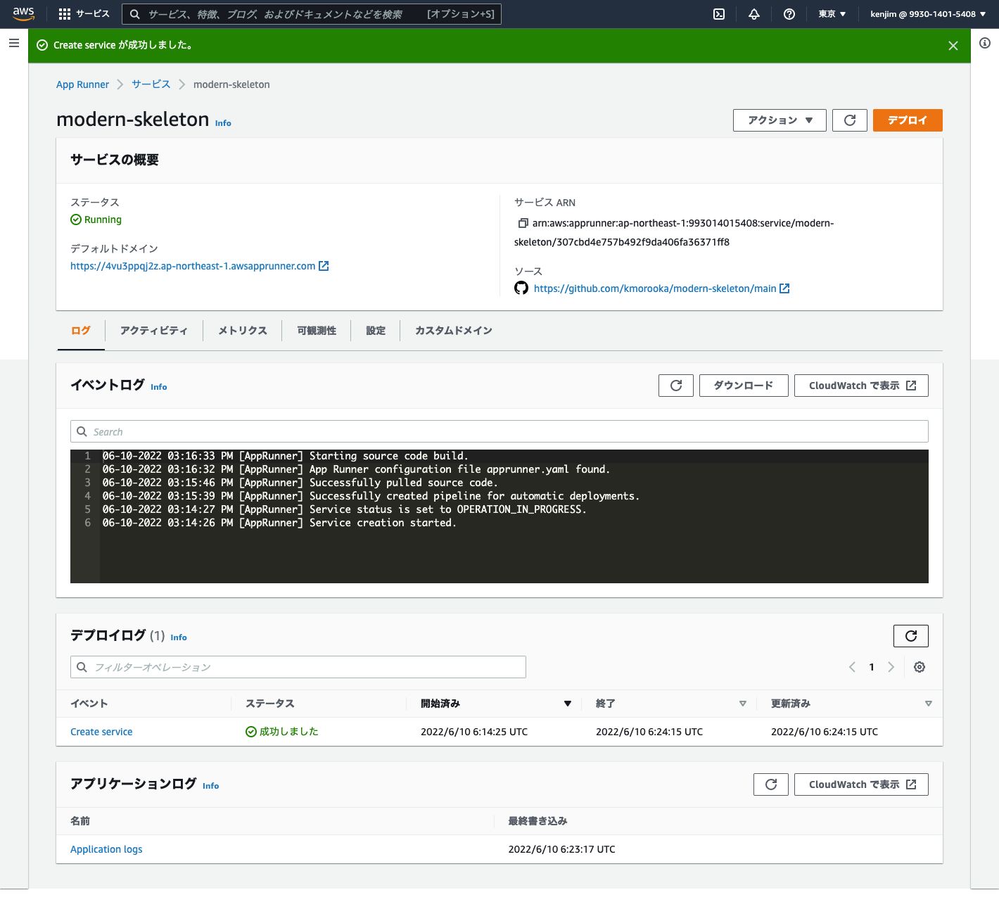 aws サービス サービス、特徴、ブログ、およびドキュメントなどを検索 [オプション+S] 東京 ▼ kenjim @ 9930-1401-5408 ▼
Create service が成功しました。
App Runner > サービス > modern-skeleton
modern-skeleton Info
アクション ▼ デプロイ
サービスの概要
ステータス
Running
デフォルトドメイン
https://4vu3ppqj2z.ap-northeast-1.awsapprunner.com
サービス ARN
arn:aws:apprunner:ap-northeast-1:993014015408:service/modern-
skeleton/307cbd4e757b492f9da406fa36371ff8
ソース
https://github.com/kmorooka/modern-skeleton/main
ログ アクティビティ メトリクス 可観測性 設定 カスタムドメイン
イベントログ Info
ダウンロード CloudWatch で表示
Search
1 06-10-2022 03:16:33 PM [AppRunner] Starting source code build.
2 06-10-2022 03:16:32 PM [AppRunner] App Runner configuration file apprunner.yaml found.
3 06-10-2022 03:15:46 PM [AppRunner] Successfully pulled source code.
4 06-10-2022 03:15:39 PM [AppRunner] Successfully created pipeline for automatic deployments.
5 06-10-2022 03:14:27 PM [AppRunner] Service status is set to OPERATION_IN_PROGRESS.
6 06-10-2022 03:14:26 PM [AppRunner] Service creation started.
デプロイログ (1) Info
フィルターオペレーション
1
イベント ステータス 開始済み 終了 更新済み
Create service 成功しました 2022/6/10 6:14:25 UTC 2022/6/10 6:24:15 UTC 2022/6/10 6:24:15 UTC
アプリケーションログ Info
CloudWatch で表示
名前 最終書き込み
Application logs 2022/6/10 6:23:17 UTC